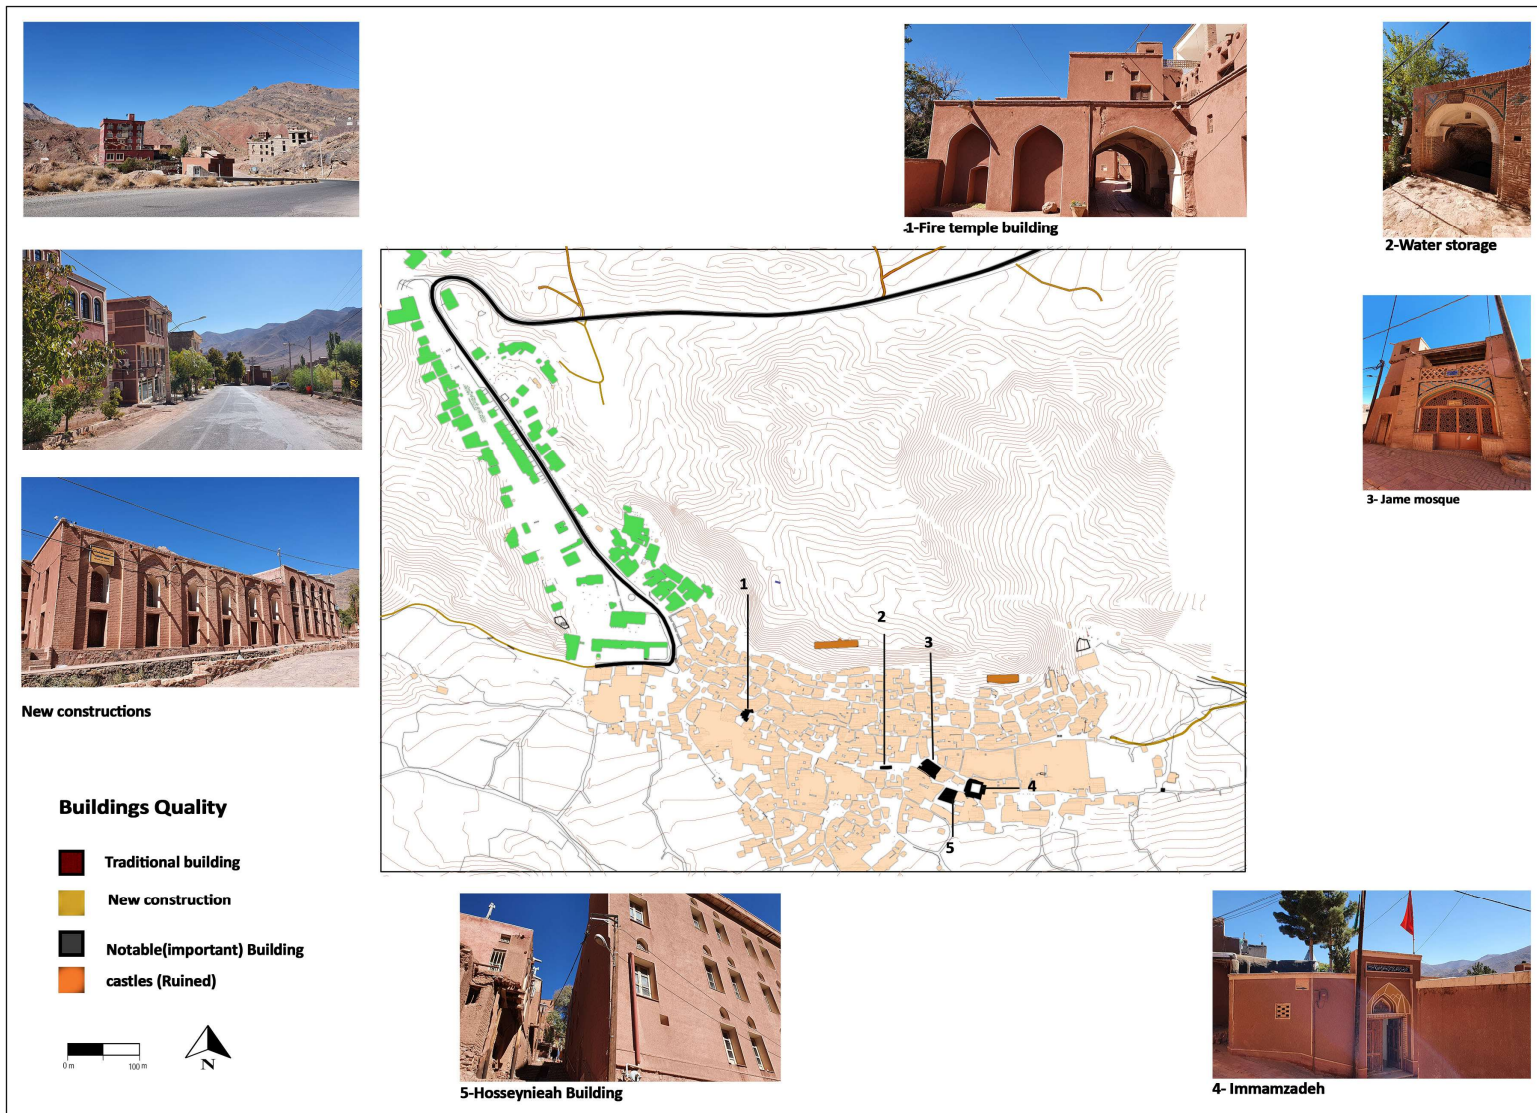 1-Fire temple building
2-Water storage
3- Jame mosque
New constructions
1
2
3
4
5
Buildings Quality
Traditional building
New construction
Notable(important) Building
castles (Ruined)
0 m
100 m
N
5-Hosseynieah Building
4- Immamzadeh